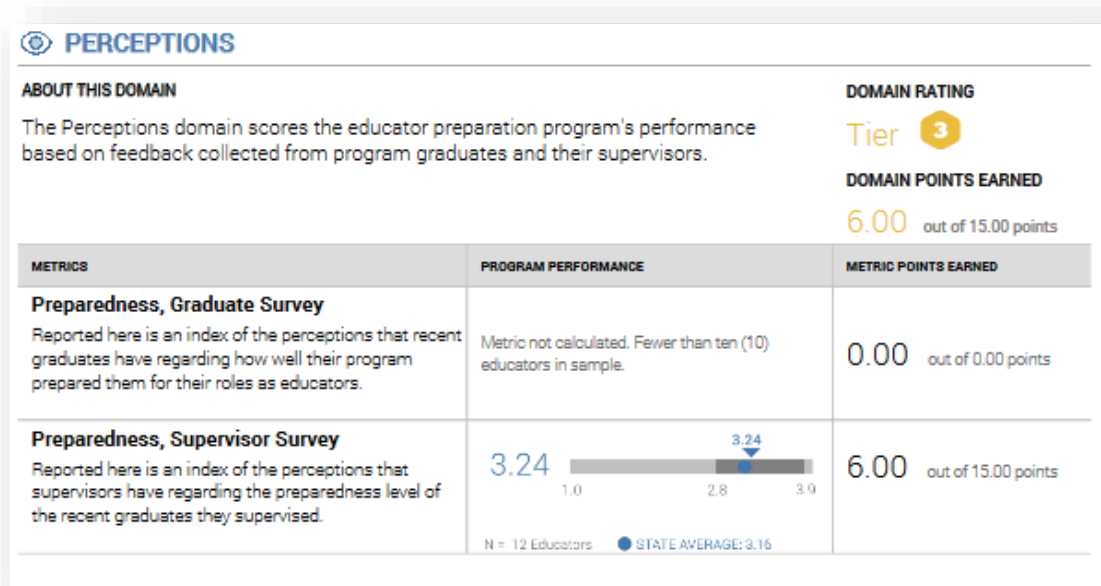 PERCEPTIONS
ABOUT THIS DOMAIN
The Perceptions domain scores the educator preparation program's performance
based on feedback collected from program graduates and their supervisors.
DOMAIN RATING
Tier 3
DOMAIN POINTS EARNED
6.00 out of 15.00 points
METRICS
PROGRAM PERFORMANCE
METRIC POINTS EARNED
Preparedness, Graduate Survey
Reported here is an index of the perceptions that recent
graduates have regarding how well their program
prepared them for their roles as educators.
Metric not calculated. Fewer than ten (10)
educators in sample.
0.00 out of 0.00 points
Preparedness, Supervisor Survey
Reported here is an index of the perceptions that
supervisors have regarding the preparedness level of
the recent graduates they supervised.
3.24
3.24
1.0 2.8 3.9
N = 12 Educators STATE AVERAGE: 3.16
6.00 out of 15.00 points